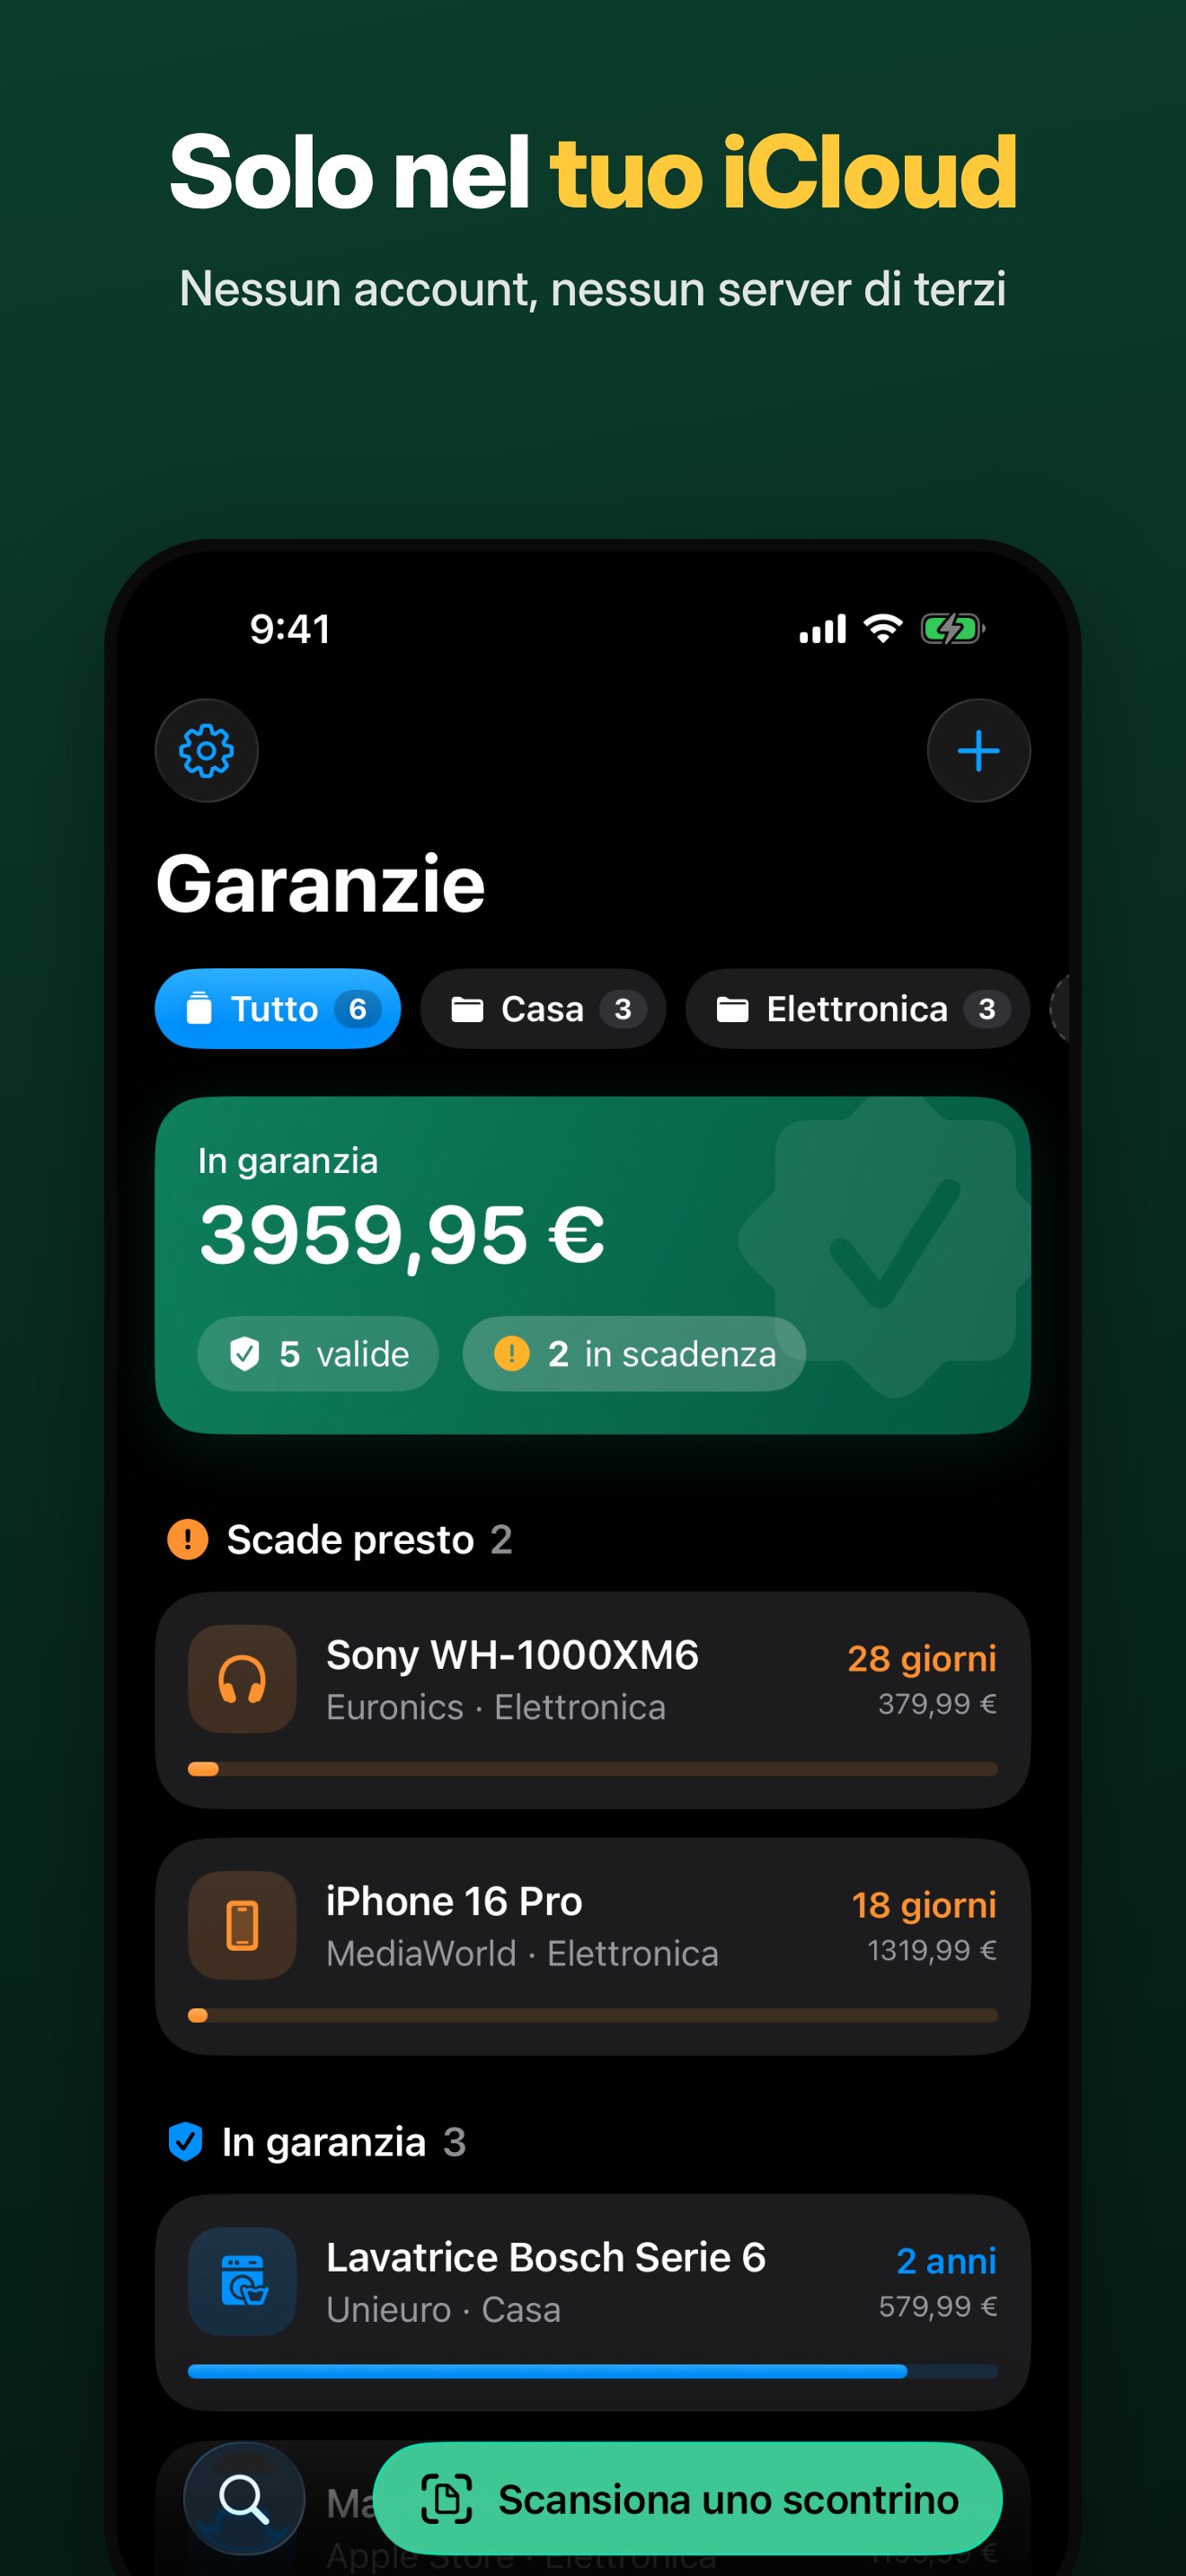 Solo nel tuo iCloud
Nessun account, nessun server di terzi
9:41
Garanzie
Tutto 6 Casa 3 Elettronica 3
In garanzia
3959,95 €
5 valide 2 in scadenza
Scade presto 2
Sony WH-1000XM6 28 giorni
Euronics · Elettronica 379,99 €
iPhone 16 Pro 18 giorni
MediaWorld · Elettronica 1319,99 €
In garanzia 3
Lavatrice Bosch Serie 6 2 anni
Unieuro · Casa 579,99 €
Scansiona uno scontrino
Apple Store · Elettronica